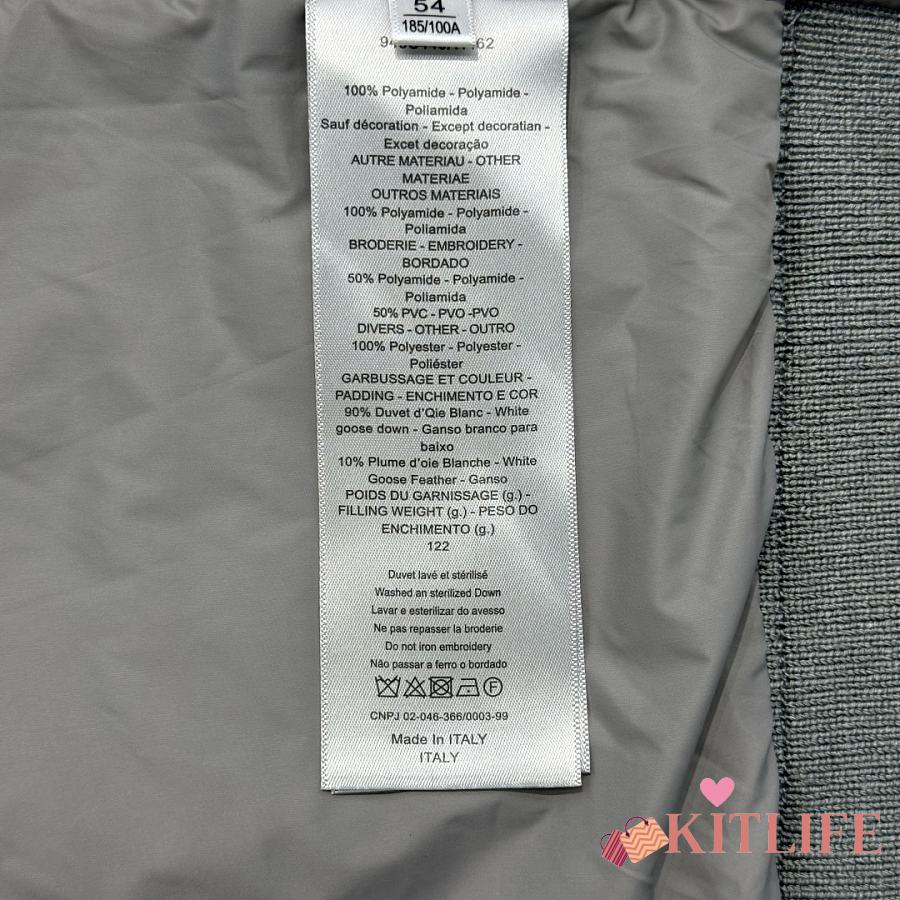 54
185/100A
62
100% Polyamide - Polyamide -
Poliamida
Sauf décoration - Except decoratian -
Excet decoração
AUTRE MATERIAU - OTHER
MATERIAE
OUTROS MATERIAIS
100% Polyamide - Polyamide -
Poliamida
BRODERIE - EMBROIDERY -
BORDADO
50% Polyamide - Polyamide -
Poliamida
50% PVC - PVO -PVO
DIVERS - OTHER - OUTRO
100% Polyester - Polyester -
Poliéster
GARBUSSAGE ET COULEUR -
PADDING - ENCHIMENTO E COR
90% Duvet d'Qie Blanc - White
goose down - Ganso branco para
baixo
10% Plume d'oie Blanche - White
Goose Feather - Ganso
POIDS DU GARNISSAGE (g.) -
FILLING WEIGHT (g.) - PESO DO
ENCHIMENTO (g.)
122
Duvet lavé et stérilisé
Washed an sterilized Down
Lavar e esterilizar do avesso
Ne pas repasser la broderie
Do not iron embroidery
Não passar a ferro o bordado
F
CNPJ 02-046-366/0003-99
Made In ITALY
ITALY
KITLIFE